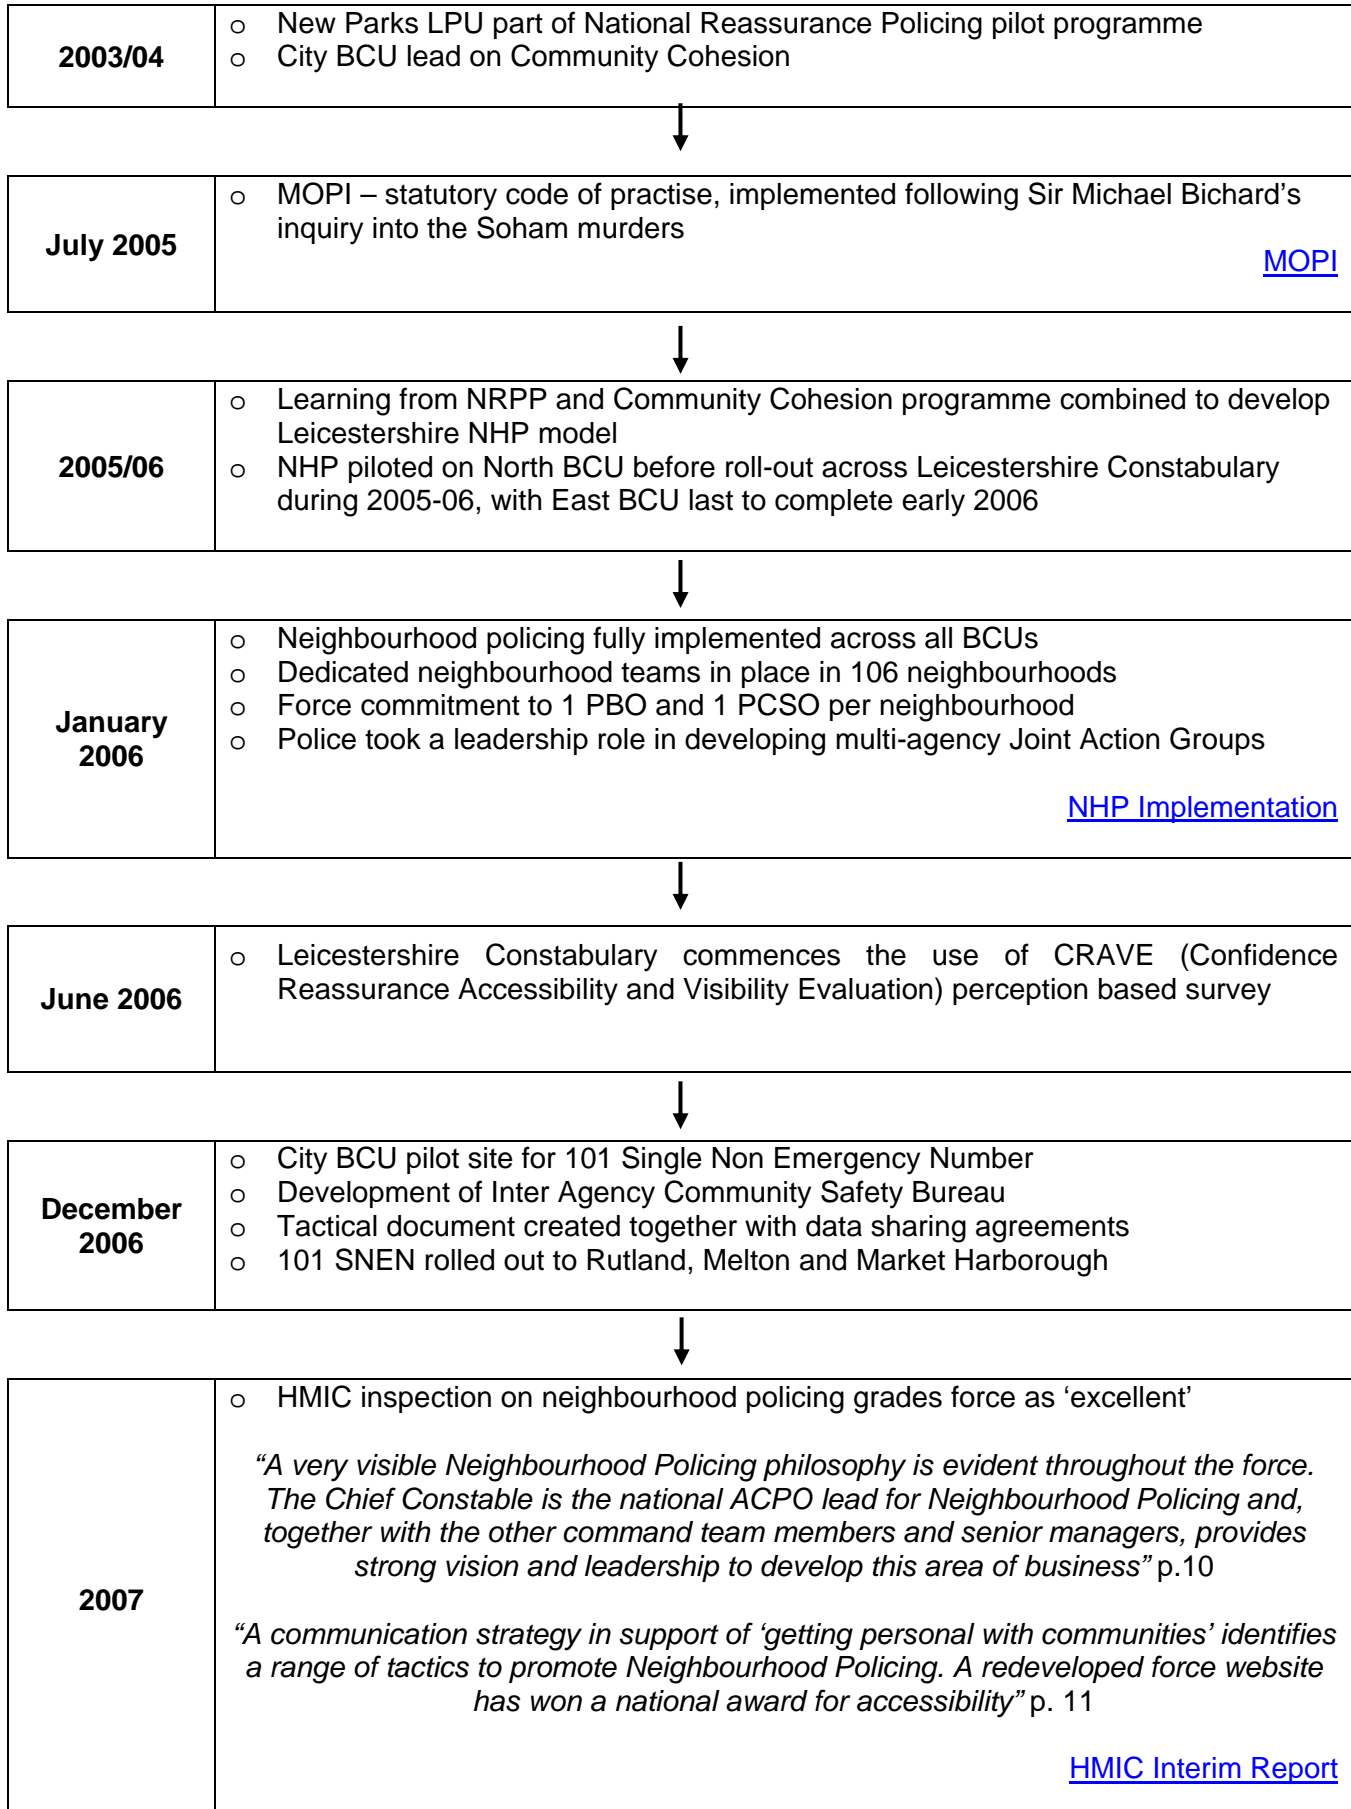 2003/04
o New Parks LPU part of National Reassurance Policing pilot programme
o City BCU lead on Community Cohesion
July 2005
o MOPI – statutory code of practise, implemented following Sir Michael Bichard’s
inquiry into the Soham murders
MOPI
2005/06
o Learning from NRPP and Community Cohesion programme combined to develop
Leicestershire NHP model
o NHP piloted on North BCU before roll-out across Leicestershire Constabulary
during 2005-06, with East BCU last to complete early 2006
January
2006
o Neighbourhood policing fully implemented across all BCUs
o Dedicated neighbourhood teams in place in 106 neighbourhoods
o Force commitment to 1 PBO and 1 PCSO per neighbourhood
o Police took a leadership role in developing multi-agency Joint Action Groups
NHP Implementation
June 2006
o Leicestershire Constabulary commences the use of CRAVE (Confidence
Reassurance Accessibility and Visibility Evaluation) perception based survey
December
2006
o City BCU pilot site for 101 Single Non Emergency Number
o Development of Inter Agency Community Safety Bureau
o Tactical document created together with data sharing agreements
o 101 SNEN rolled out to Rutland, Melton and Market Harborough
2007
o HMIC inspection on neighbourhood policing grades force as ‘excellent’
“A very visible Neighbourhood Policing philosophy is evident throughout the force.
The Chief Constable is the national ACPO lead for Neighbourhood Policing and,
together with the other command team members and senior managers, provides
strong vision and leadership to develop this area of business” p.10
“A communication strategy in support of ‘getting personal with communities’ identifies
a range of tactics to promote Neighbourhood Policing. A redeveloped force website
has won a national award for accessibility” p. 11
HMIC Interim Report